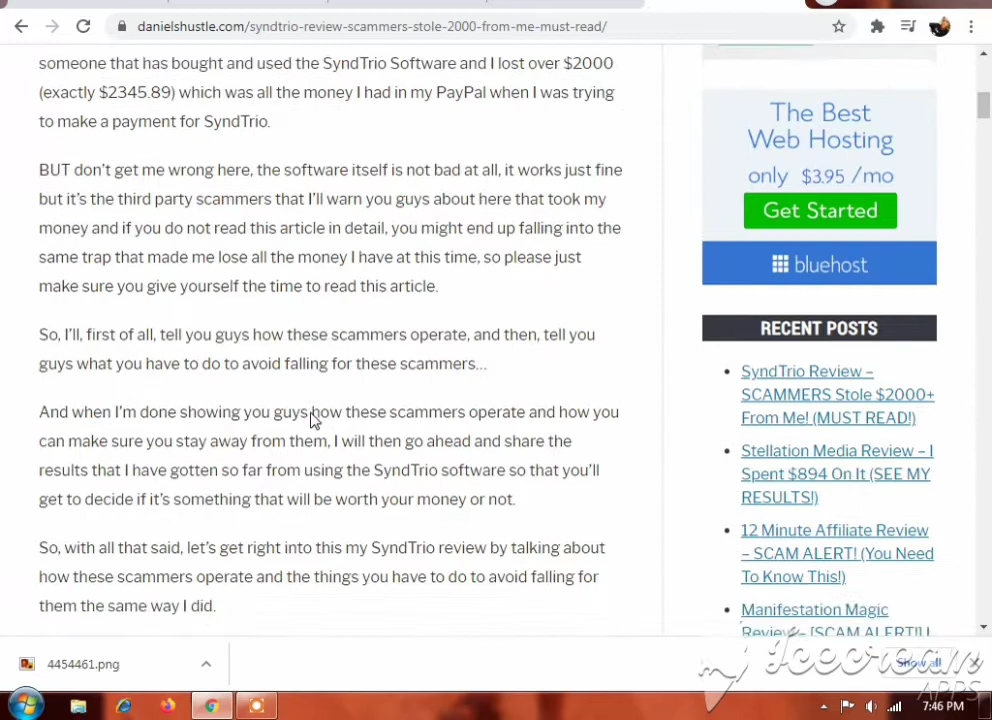 danielshustle.com/syndtrio-review-scammers-stole-2000-from-me-must-read/
someone that has bought and used the SyndTrio Software and I lost over $2000
(exactly $2345.89) which was all the money I had in my PayPal when I was trying
to make a payment for SyndTrio.
BUT don't get me wrong here, the software itself is not bad at all, it works just fine
but it's the third party scammers that I'll warn you guys about here that took my
money and if you do not read this article in detail, you might end up falling into the
same trap that made me lose all the money I have at this time, so please just
make sure you give yourself the time to read this article.
So, I'll, first of all, tell you guys how these scammers operate, and then, tell you
guys what you have to do to avoid falling for these scammers...
And when I'm done showing you guys how these scammers operate and how you
can make sure you stay away from them, I will then go ahead and share the
results that I have gotten so far from using the SyndTrio software so that you'll
get to decide if it's something that will be worth your money or not.
So, with all that said, let's get right into this my SyndTrio review by talking about
how these scammers operate and the things you have to do to avoid falling for
them the same way I did.
The Best
Web Hosting
only $3.95 /mo
Get Started
bluehost
RECENT POSTS
SyndTrio Review –
SCAMMERS Stole $2000+
From Me! (MUST READ!)
Stellation Media Review – I
Spent $894 On It (SEE MY
RESULTS!)
12 Minute Affiliate Review
– SCAM ALERT! (You Need
To Know This!)
Manifestation Magic
Review – [SCAM ALERT!]
4454461.png
Show all
Icecream
APPS
7:46 PM